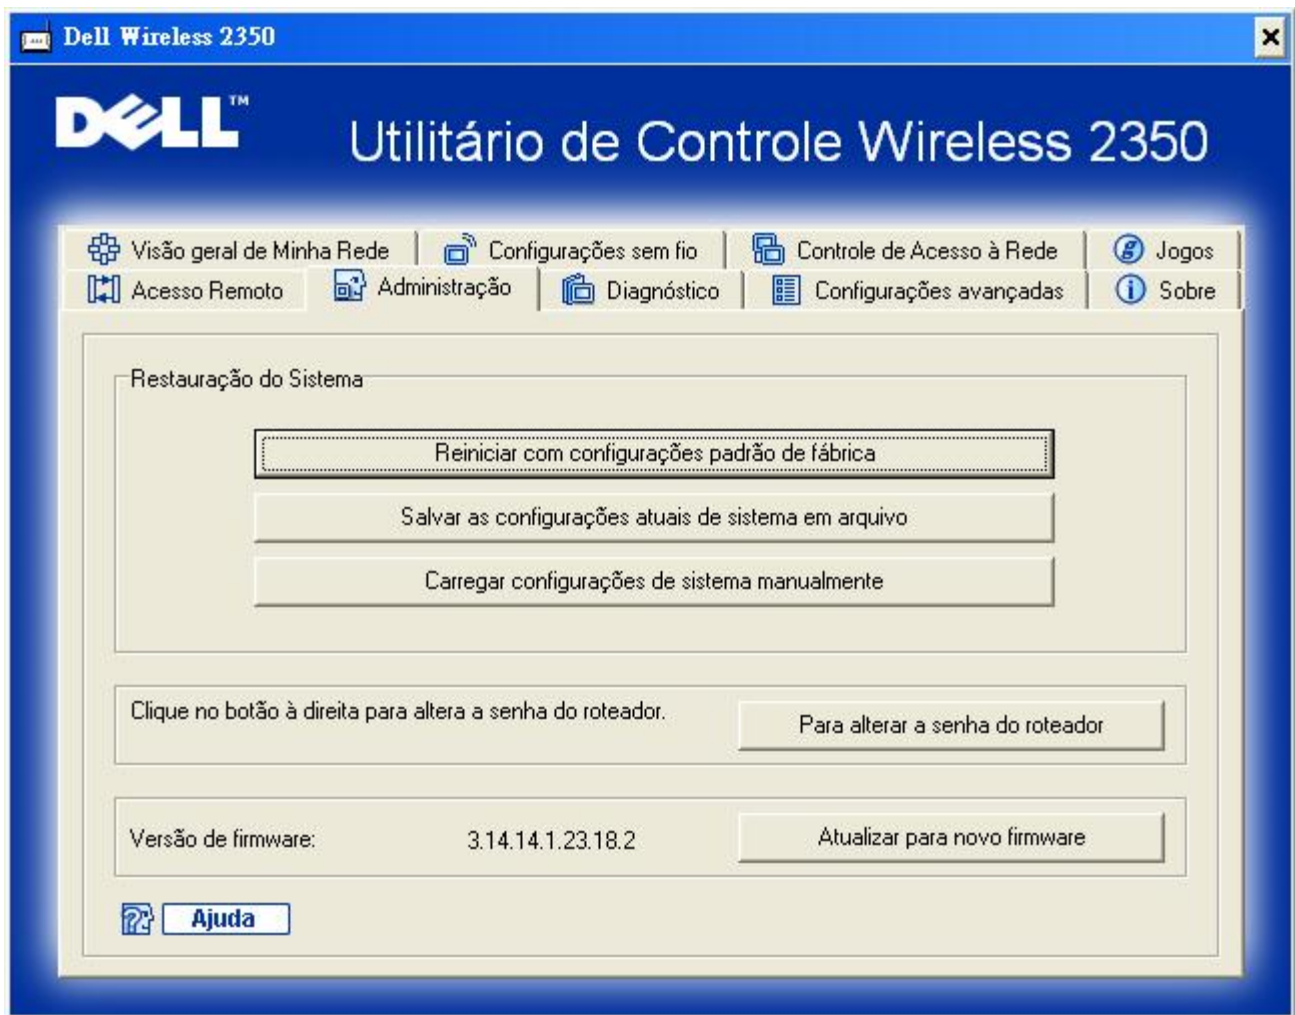 Dell Wireless 2350
DELL™
Utilitário de Controle Wireless 2350
Visão geral de Minha Rede
Configurações sem fio
Controle de Acesso à Rede
Jogos
Acesso Remoto
Administração
Diagnóstico
Configurações avançadas
Sobre
Restauração do Sistema
Reiniciar com configurações padrão de fábrica
Salvar as configurações atuais de sistema em arquivo
Carregar configurações de sistema manualmente
Clique no botão à direita para altera a senha do roteador.
Para alterar a senha do roteador
Versão de firmware:
3.14.14.1.23.18.2
Atualizar para novo firmware
Ajuda